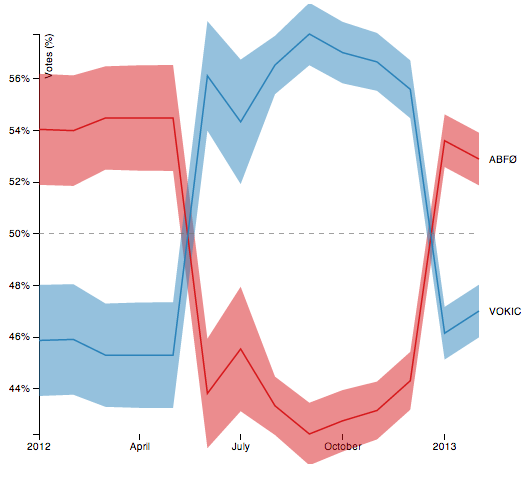 Votes (%)
56%
54%
52%
50%
48%
46%
44%
ABFØ
VOKIC
2012
April
July
October
2013